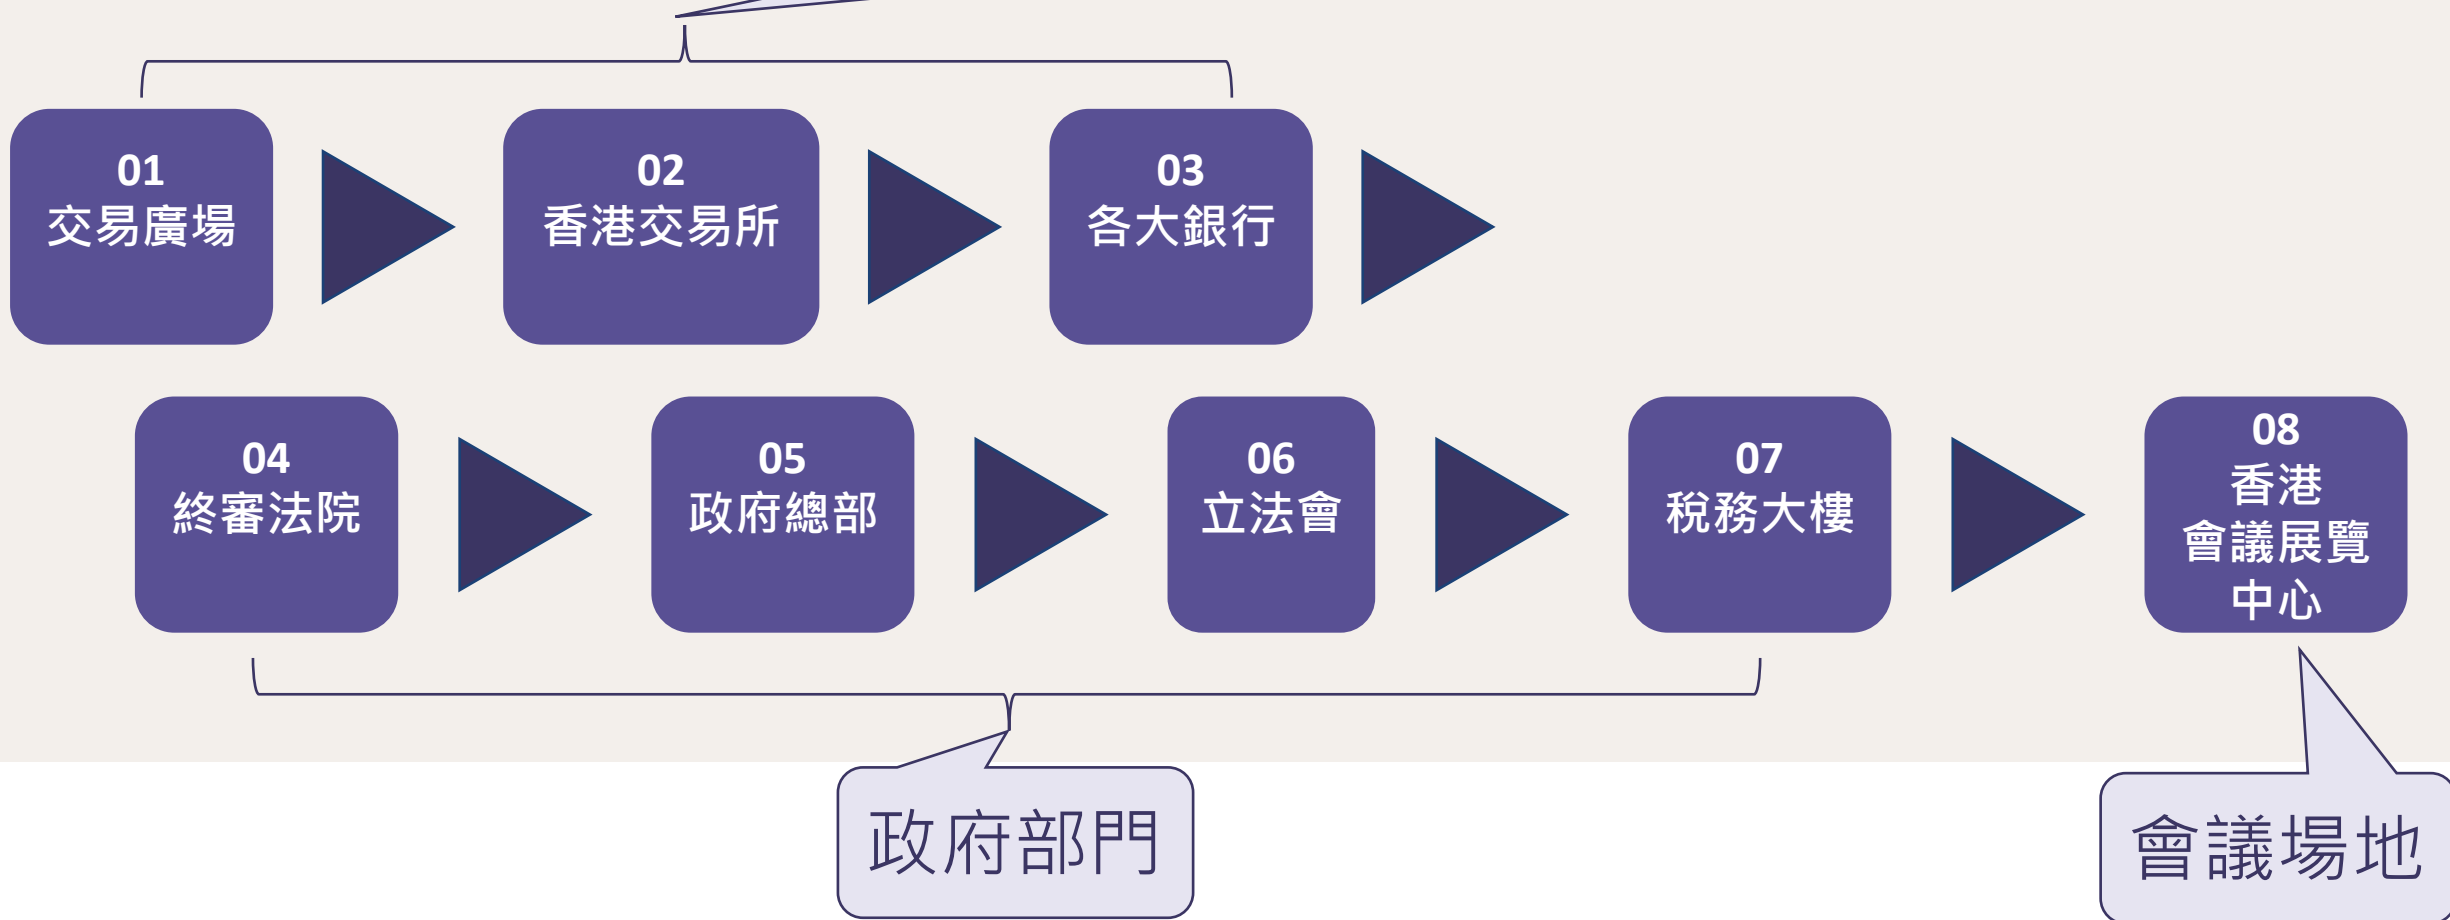 01
交易廣場
02
香港交易所
03
各大銀行
04
終審法院
05
政府總部
06
立法會
07
稅務大樓
08
香港
會議展覽
中心
政府部門
會議場地